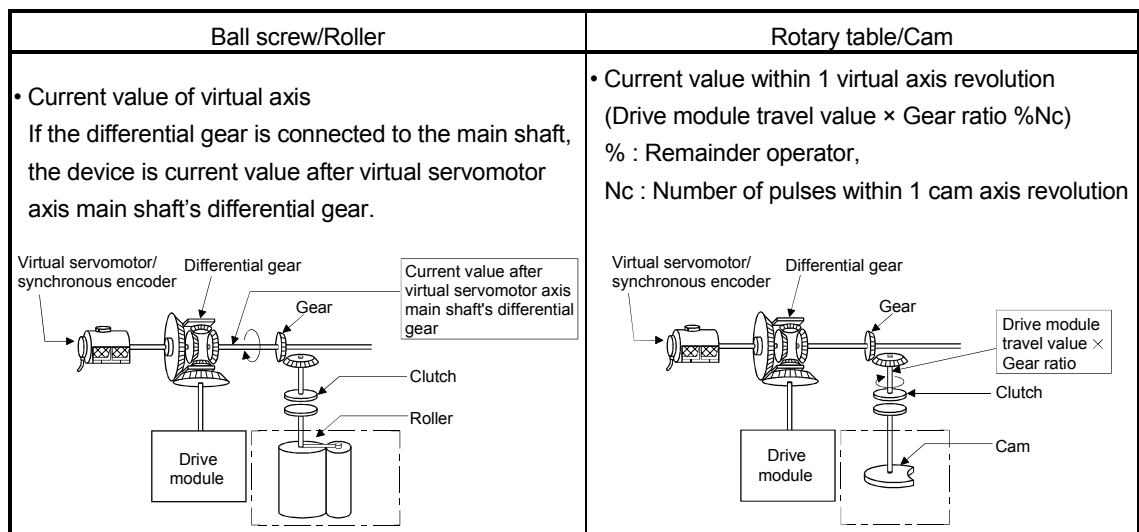 Ball screw/Roller
• Current value of virtual axis
If the differential gear is connected to the main shaft,
the device is current value after virtual servomotor
axis main shaft's differential gear.
Virtual servomotor/
synchronous encoder
Differential gear
Current value after
virtual servomotor axis
main shaft's differential
gear
Gear
Clutch
Roller
Drive
module
Rotary table/Cam
• Current value within 1 virtual axis revolution
(Drive module travel value × Gear ratio %Nc)
% : Remainder operator,
Nc : Number of pulses within 1 cam axis revolution
Virtual servomotor/
synchronous encoder
Differential gear
Gear
Drive module
travel value ×
Gear ratio
Clutch
Cam
Drive
module